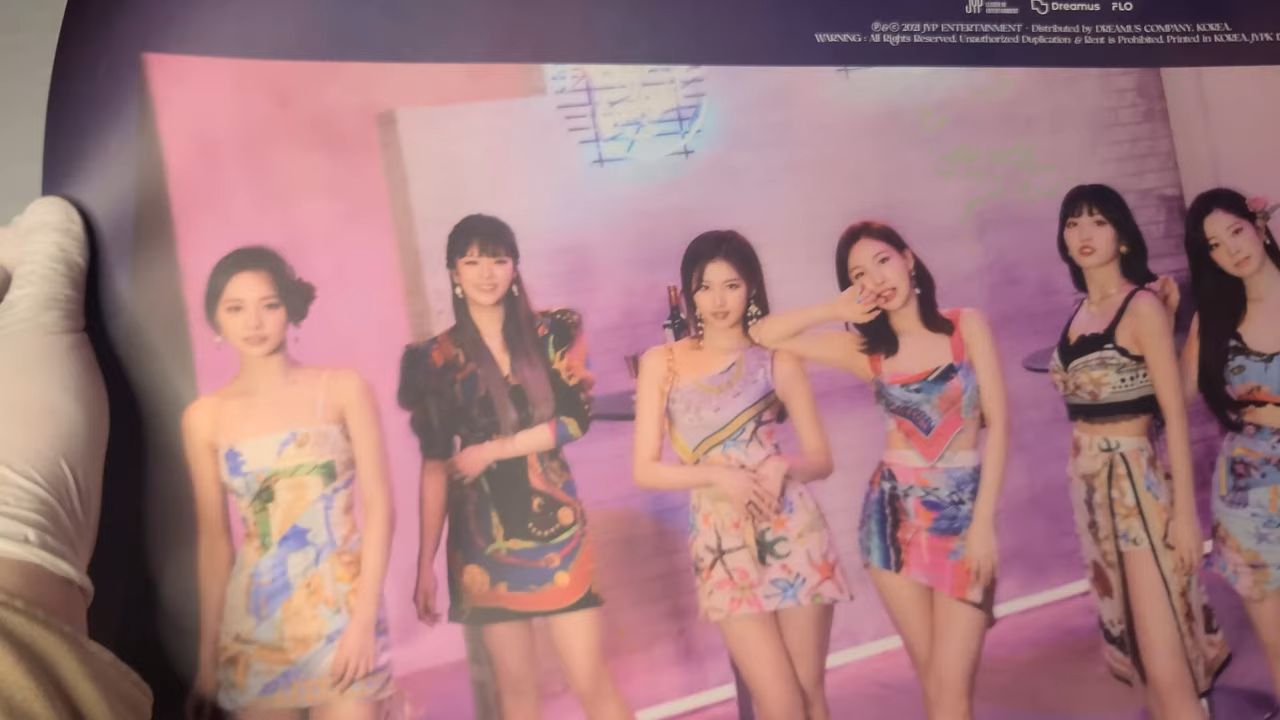 JYP Dreamus FLO
℗&© 2021 JYP ENTERTAINMENT · Distributed by DREAMUS COMPANY. KOREA.
WARNING : All Rights Reserved. Unauthorized Duplication & Rent is Prohibited. Printed in KOREA. JYPK